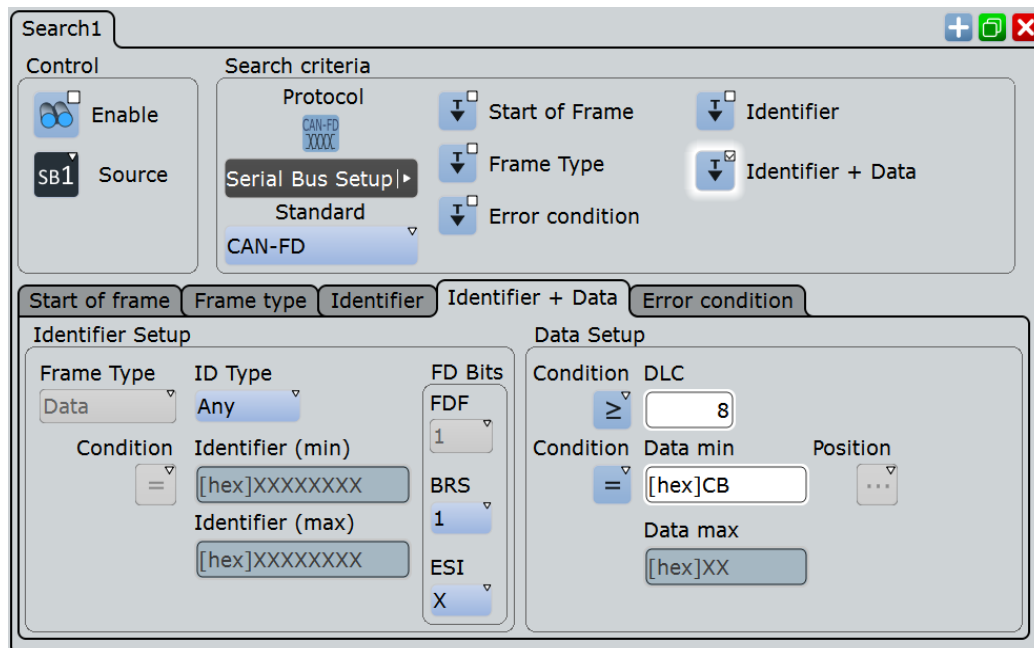 Search1
Control
Enable
SB1
Source
Search criteria
Protocol
CAN-FD
Serial Bus Setup
Standard
CAN-FD
T
Start of Frame
T
Frame Type
T
Error condition
T
Identifier
T
Identifier + Data
Start of frame
Frame type
Identifier
Identifier + Data
Error condition
Identifier Setup
Frame Type
Data
ID Type
Any
Condition
=
Identifier (min)
[hex]XXXXXXXX
Identifier (max)
[hex]XXXXXXXX
FD Bits
FDF
1
BRS
1
ESI
X
Data Setup
Condition
≥
DLC
8
Condition
=
Data min
[hex]CB
Position
...
Data max
[hex]XX